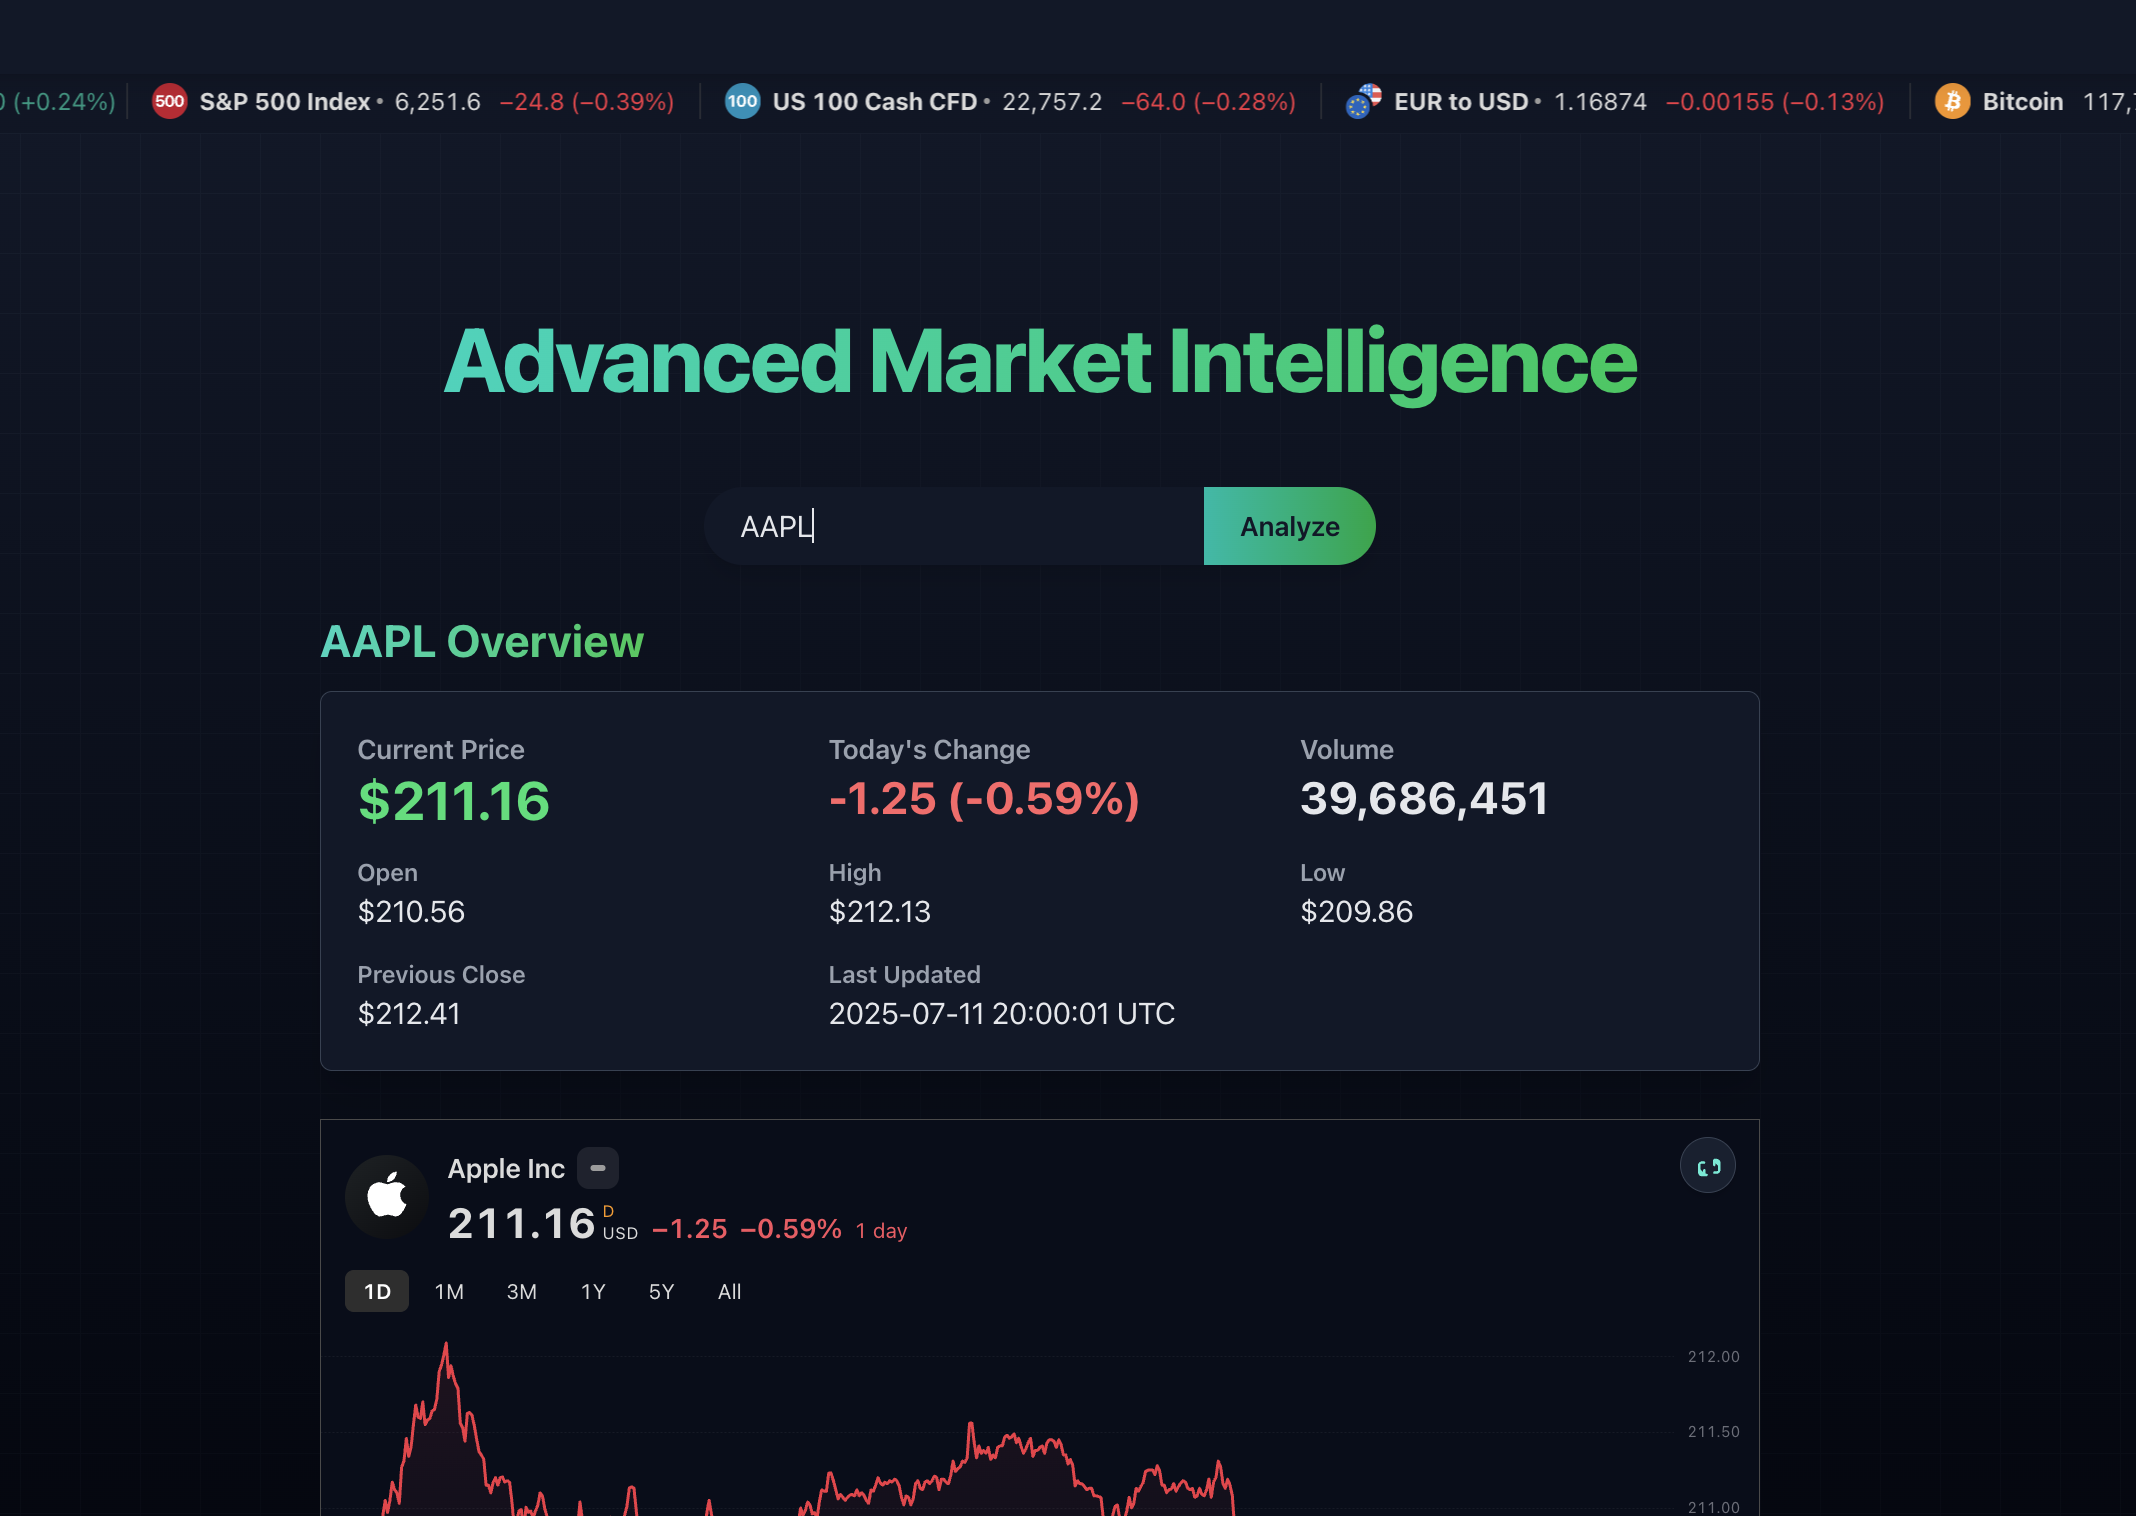 0 (+0.24%) 500 S&P 500 Index • 6,251.6 −24.8 (−0.39%) 100 US 100 Cash CFD • 22,757.2 −64.0 (−0.28%) EUR to USD • 1.16874 −0.00155 (−0.13%) Bitcoin 117,
Advanced Market Intelligence
AAPL Analyze
AAPL Overview
Current Price Today's Change Volume
$211.16 -1.25 (-0.59%) 39,686,451
Open High Low
$210.56 $212.13 $209.86
Previous Close Last Updated
$212.41 2025-07-11 20:00:01 UTC
Apple Inc
211.16 D USD −1.25 −0.59% 1 day
1D 1M 3M 1Y 5Y All
212.00
211.50
211.00